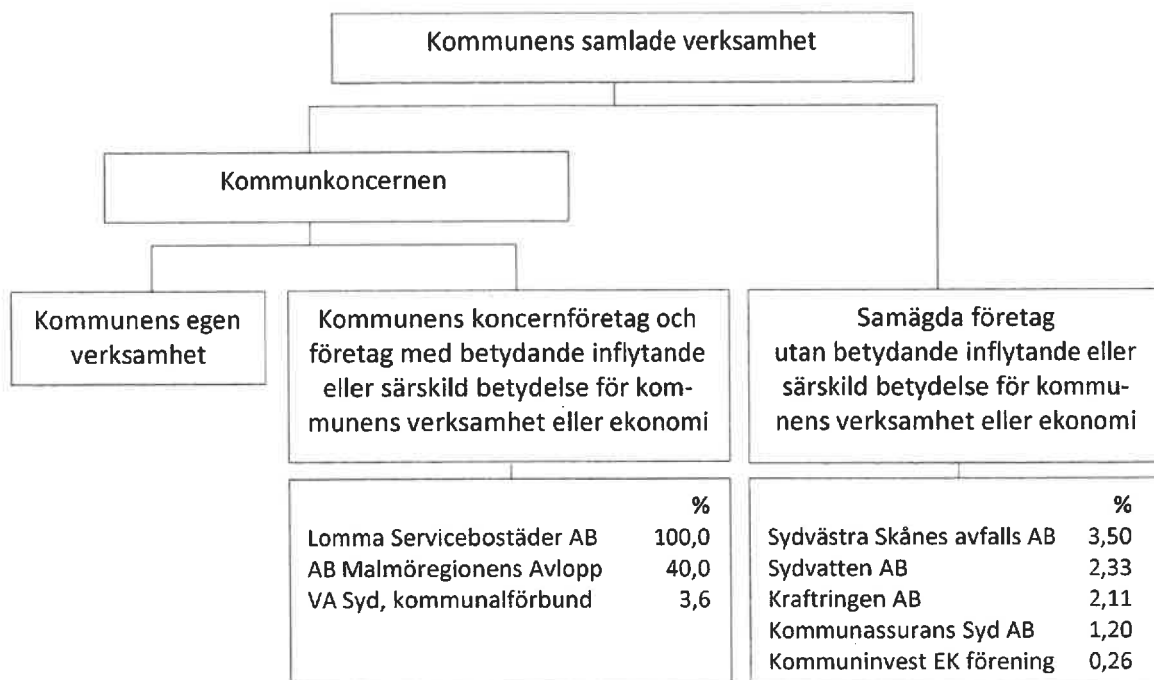 Kommunens samlade verksamhet
Kommunkoncernen
Kommunens egen
verksamhet
Kommunens koncernföretag och
företag med betydande inflytande
eller särskild betydelse för kom-
munens verksamhet eller ekonomi
Samägda företag
utan betydande inflytande eller
särskild betydelse för kommu-
nens verksamhet eller ekonomi
%
Lomma Servicebostäder AB 100,0
AB Malmöregionens Avlopp 40,0
VA Syd, kommunalförbund 3,6
%
Sydvästra Skånes avfalls AB 3,50
Sydvatten AB 2,33
Kraftringen AB 2,11
Kommunassurans Syd AB 1,20
Kommuninvest EK förening 0,26